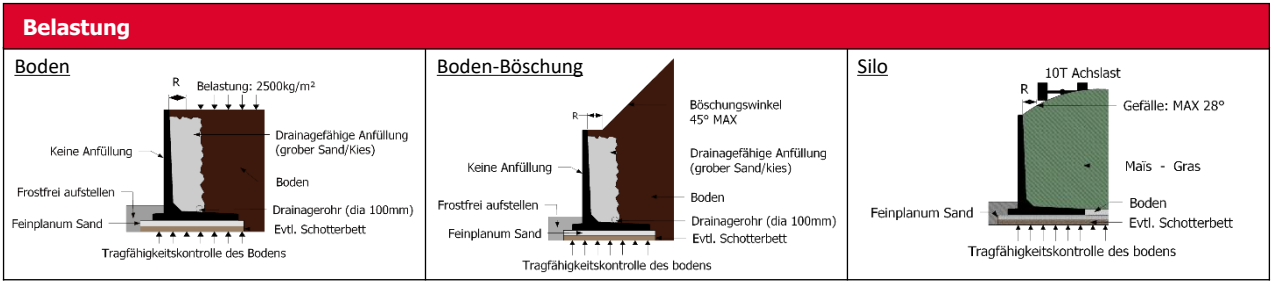 Belastung
Boden
R
Belastung: 2500kg/m²
Drainagefähige Anfüllung
(grober Sand/Kies)
Keine Anfüllung
Boden
Frostfrei aufstellen
Drainagerohr (dia 100mm)
Feinplanum Sand
Evtl. Schotterbett
Tragfähigkeitskontrolle des Bodens
Boden-Böschung
Böschungswinkel
45° MAX
R
Drainagefähige Anfüllung
(grober Sand/kies)
Keine Anfüllung
Boden
Frostfrei aufstellen
Drainagerohr (dia 100mm)
Feinplanum Sand
Evtl. Schotterbett
Tragfähigkeitskontrolle des bodens
Silo
10T Achslast
R
Gefälle: MAX 28°
Maïs - Gras
Boden
Feinplanum Sand
Evtl. Schotterbett
Tragfähigkeitskontrolle des bodens